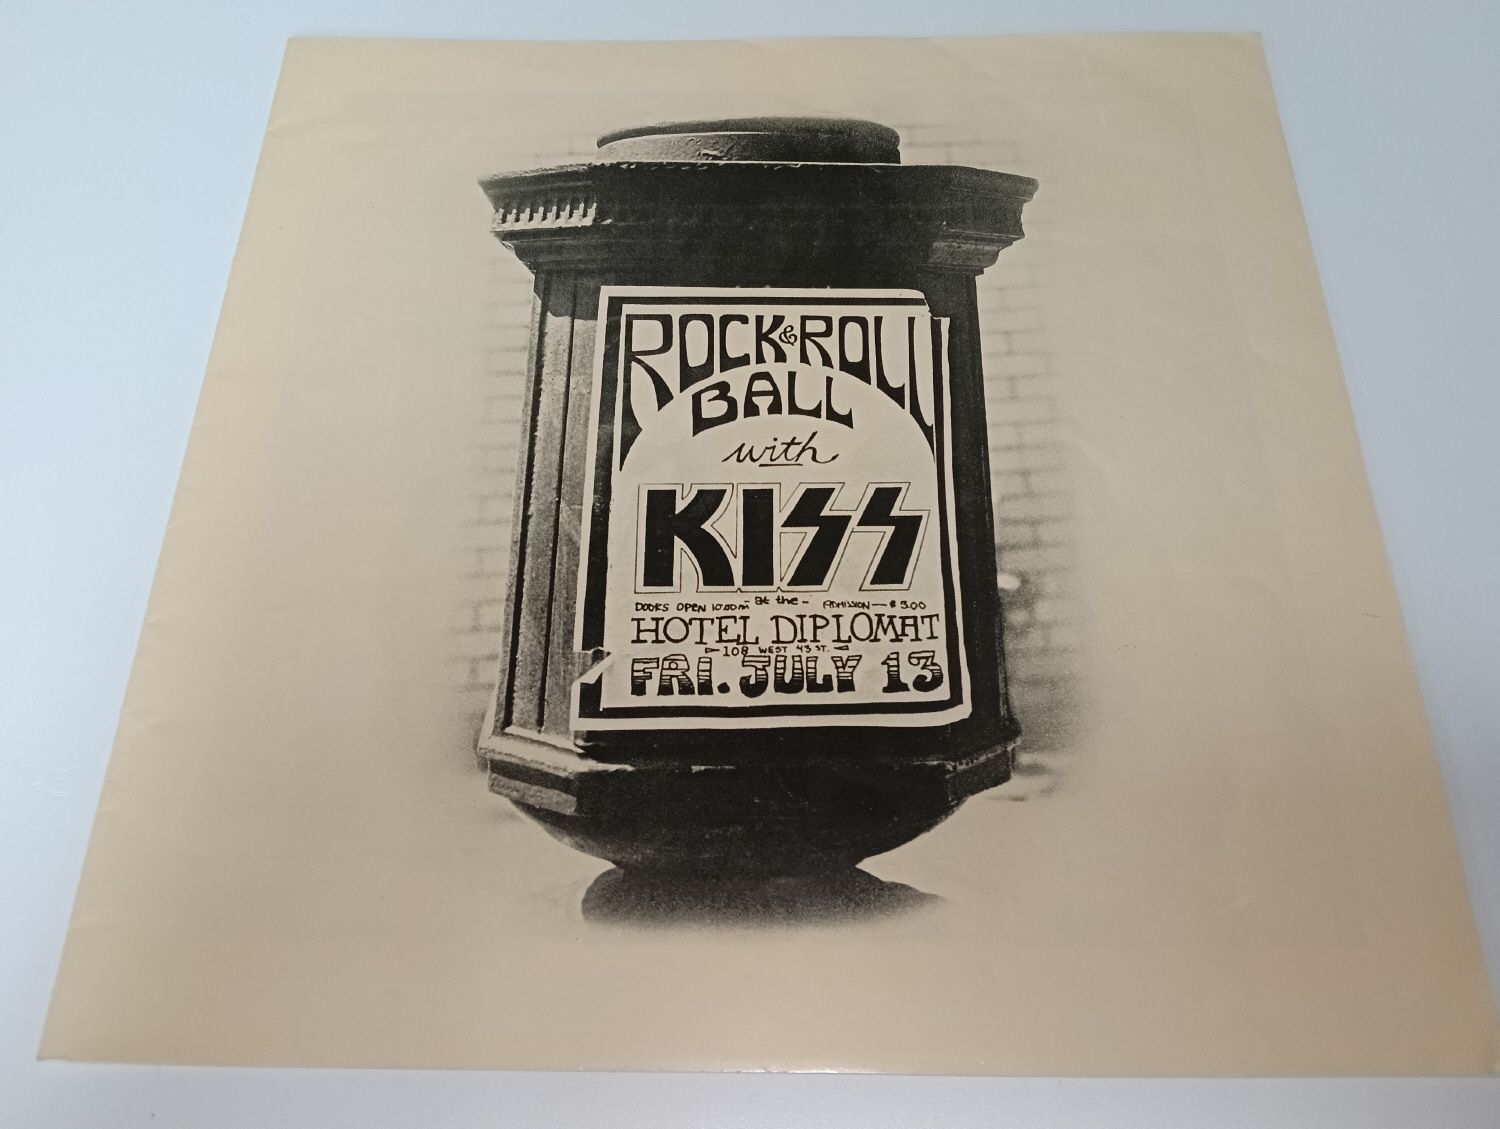 ROCK & ROLL
BALL
with
KISS
DOORS OPEN 10:00PM - at the - ADMISSION — $3.00
HOTEL DIPLOMAT
108 WEST 43 ST.
FRI. JULY 13